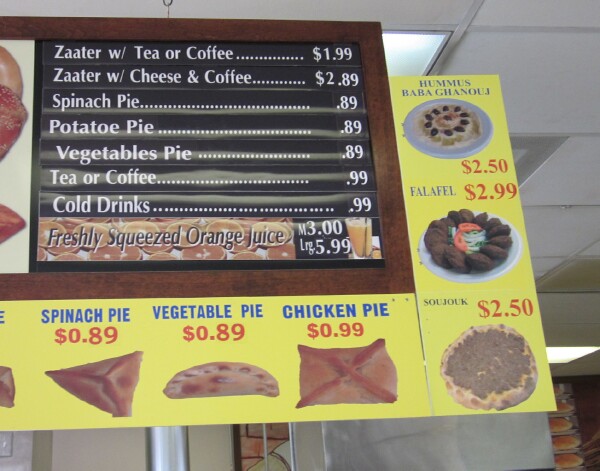 Zaater w/ Tea or Coffee............... $1.99
Zaater w/ Cheese & Coffee............ $2.89
Spinach Pie....................................... .89
Potatoe Pie ...................................... .89
Vegetables Pie ............................... .89
Tea or Coffee..................................... .99
Cold Drinks...................................... .99
Freshly Squeezed Orange Juice M3.00
Lrg.5.99
HUMMUS
BABA GHANOUJ
$2.50
FALAFEL $2.99
SOUJOUK $2.50
E
SPINACH PIE
$0.89
VEGETABLE PIE
$0.89
CHICKEN PIE
$0.99